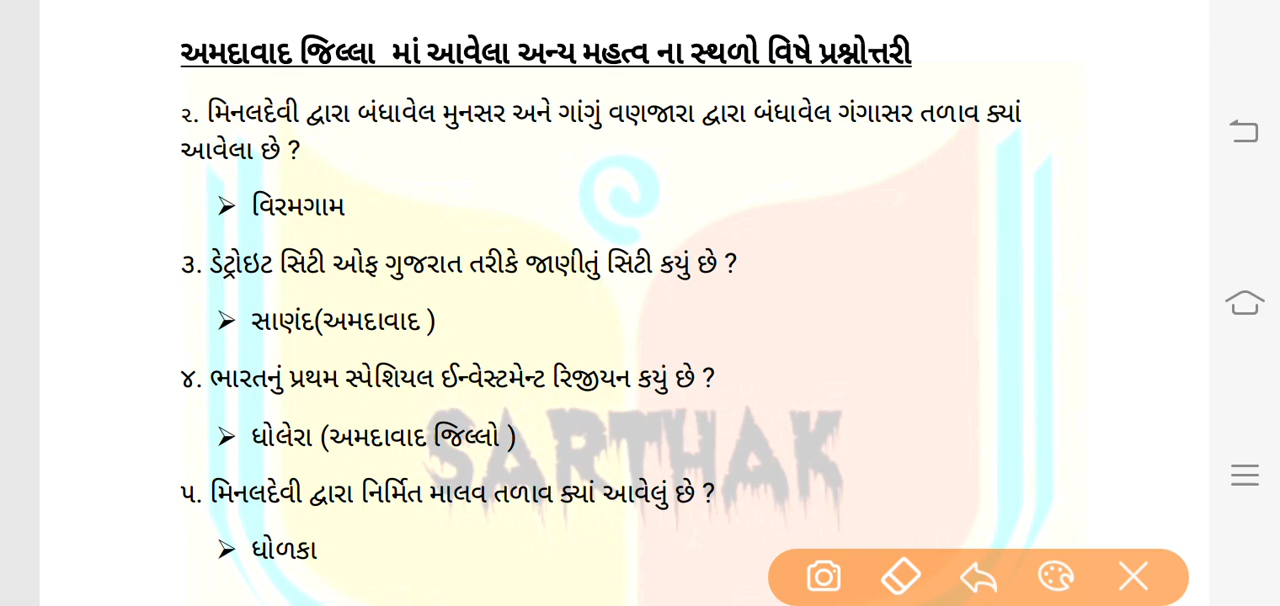 અમદાવાદ જિલ્લા માં આવેલા અન્ય મહત્વ ના સ્થળો વિષે પ્રશ્નોત્તરી
૨. મિનલદેવી દ્વારા બંધાવેલ મુનસર અને ગાંગું વણજારા દ્વારા બંધાવેલ ગંગાસર તળાવ ક્યાં
આવેલા છે ?
➢ વિરમગામ
૩. ડેટ્રોઇટ સિટી ઓફ ગુજરાત તરીકે જાણીતું સિટી કયું છે ?
➢ સાણંદ(અમદાવાદ )
૪. ભારતનું પ્રથમ સ્પેશિયલ ઈન્વેસ્ટમેન્ટ રિજીયન કયું છે ?
➢ ધોલેરા (અમદાવાદ જિલ્લો )
SARTHAK
૫. મિનલદેવી દ્વારા નિર્મિત માલવ તળાવ ક્યાં આવેલું છે ?
➢ ધોળકા